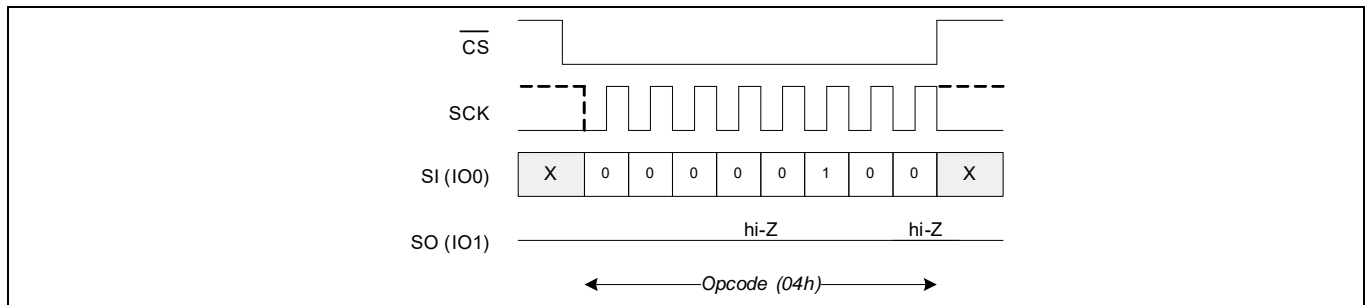 CS
SCK
SI (IO0) X 0 0 0 0 0 1 0 0 X
SO (IO1) hi-Z hi-Z
Opcode (04h)